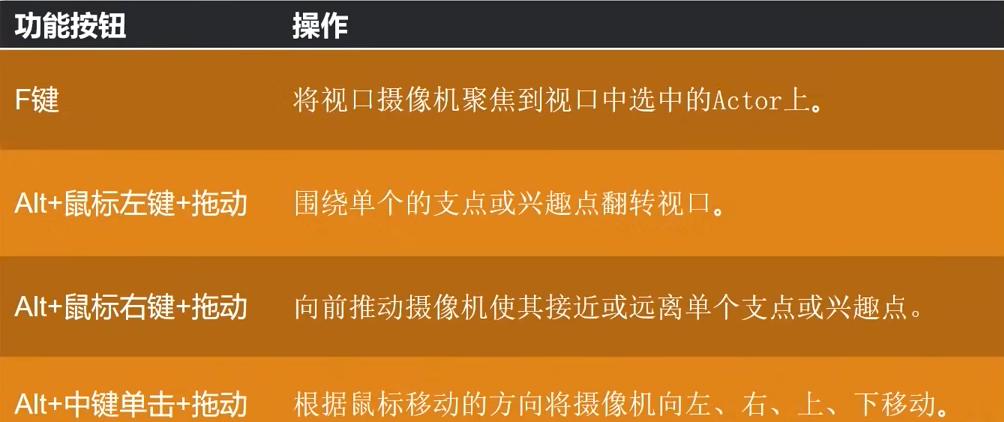 功能按钮 操作
F键 将视口摄像机聚焦到视口中选中的Actor上。
Alt+鼠标左键+拖动 围绕单个的支点或兴趣点翻转视口。
Alt+鼠标右键+拖动 向前推动摄像机使其接近或远离单个支点或兴趣点。
Alt+中键单击+拖动 根据鼠标移动的方向将摄像机向左、右、上、下移动。